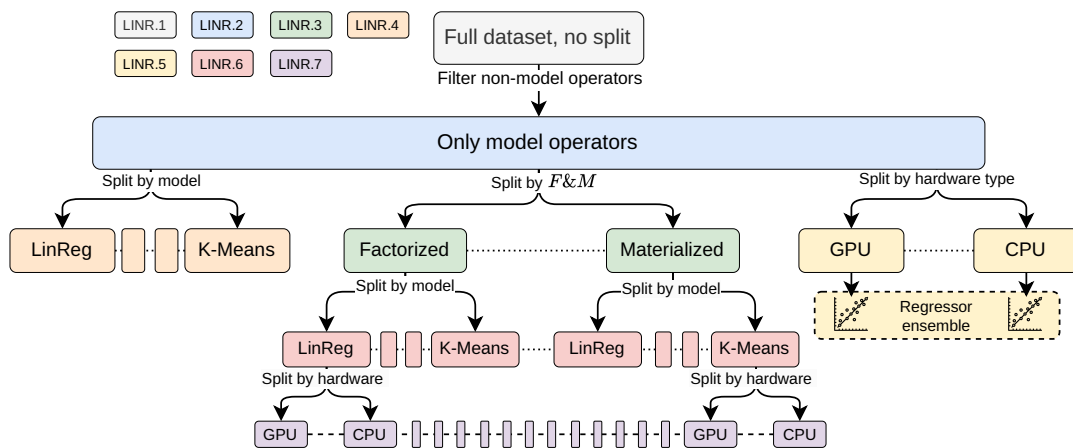 LINR.1 LINR.2 LINR.3 LINR.4
LINR.5 LINR.6 LINR.7
Full dataset, no split
Filter non-model operators
Only model operators
Split by model
Split by F&M
Split by hardware type
LinReg K-Means
Factorized Materialized
GPU CPU
Split by model Split by model
Regressor
ensemble
LinReg K-Means LinReg K-Means
Split by hardware Split by hardware
GPU CPU GPU CPU